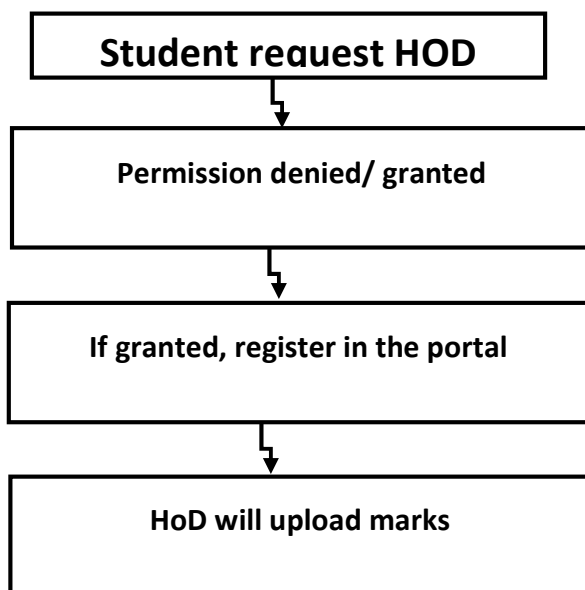 Student request HOD
Permission denied/ granted
If granted, register in the portal
HoD will upload marks